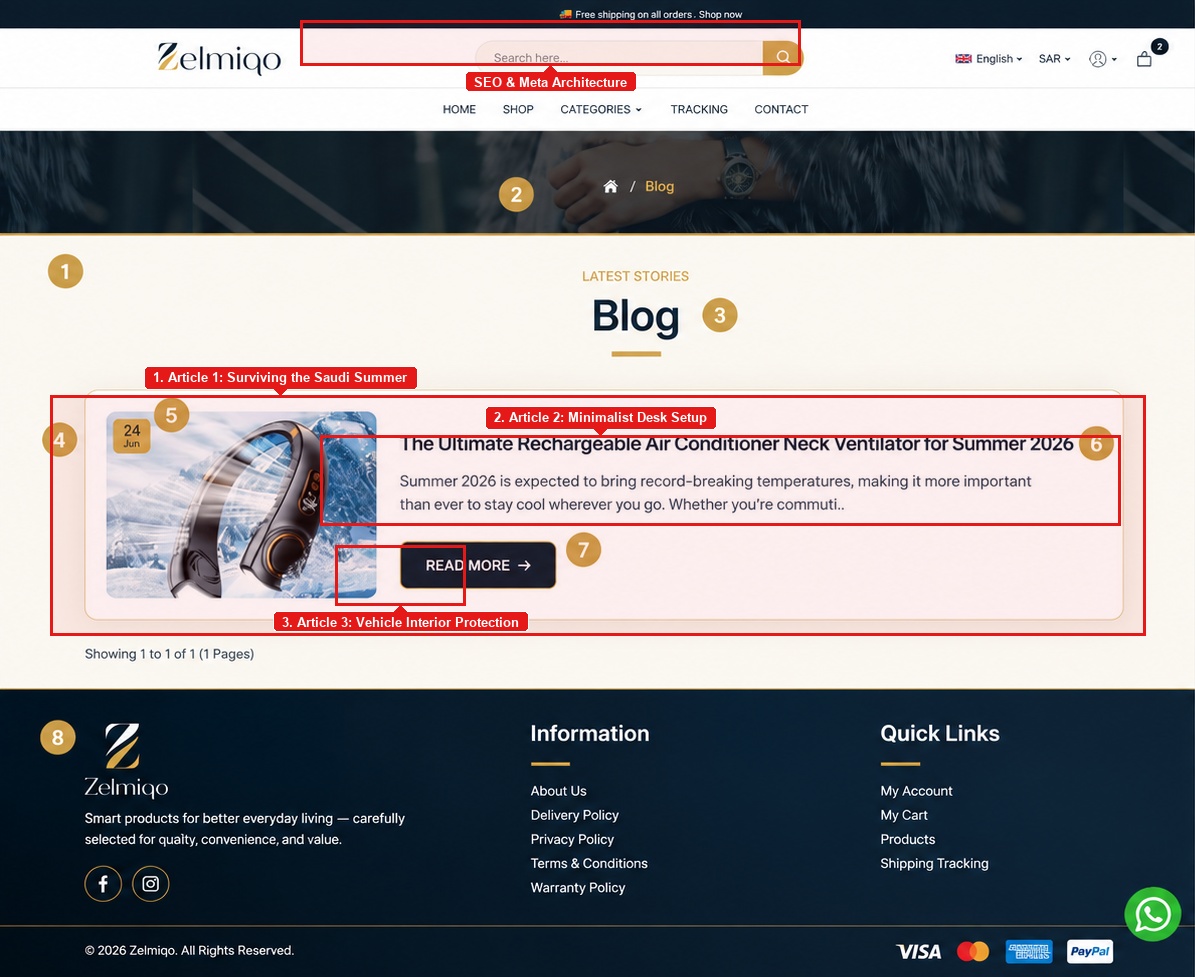 Free shipping on all orders. Shop now
Zelmiqo
Search here...
English
SAR
2
SEO & Meta Architecture
HOME
SHOP
CATEGORIES
TRACKING
CONTACT
2
/ Blog
1
LATEST STORIES
Blog
3
1. Article 1: Surviving the Saudi Summer
2. Article 2: Minimalist Desk Setup
4
5
24
Jun
The Ultimate Rechargeable Air Conditioner Neck Ventilator for Summer 2026
6
Summer 2026 is expected to bring record-breaking temperatures, making it more important
than ever to stay cool wherever you go. Whether you're commuti..
READ MORE →
7
3. Article 3: Vehicle Interior Protection
Showing 1 to 1 of 1 (1 Pages)
8
Zelmiqo
Smart products for better everyday living — carefully
selected for quaity, convenience, and value.
Information
About Us
Delivery Policy
Privacy Policy
Terms & Conditions
Warranty Policy
Quick Links
My Account
My Cart
Products
Shipping Tracking
© 2026 Zelmiqo. All Rights Reserved.
VISA
PayPal